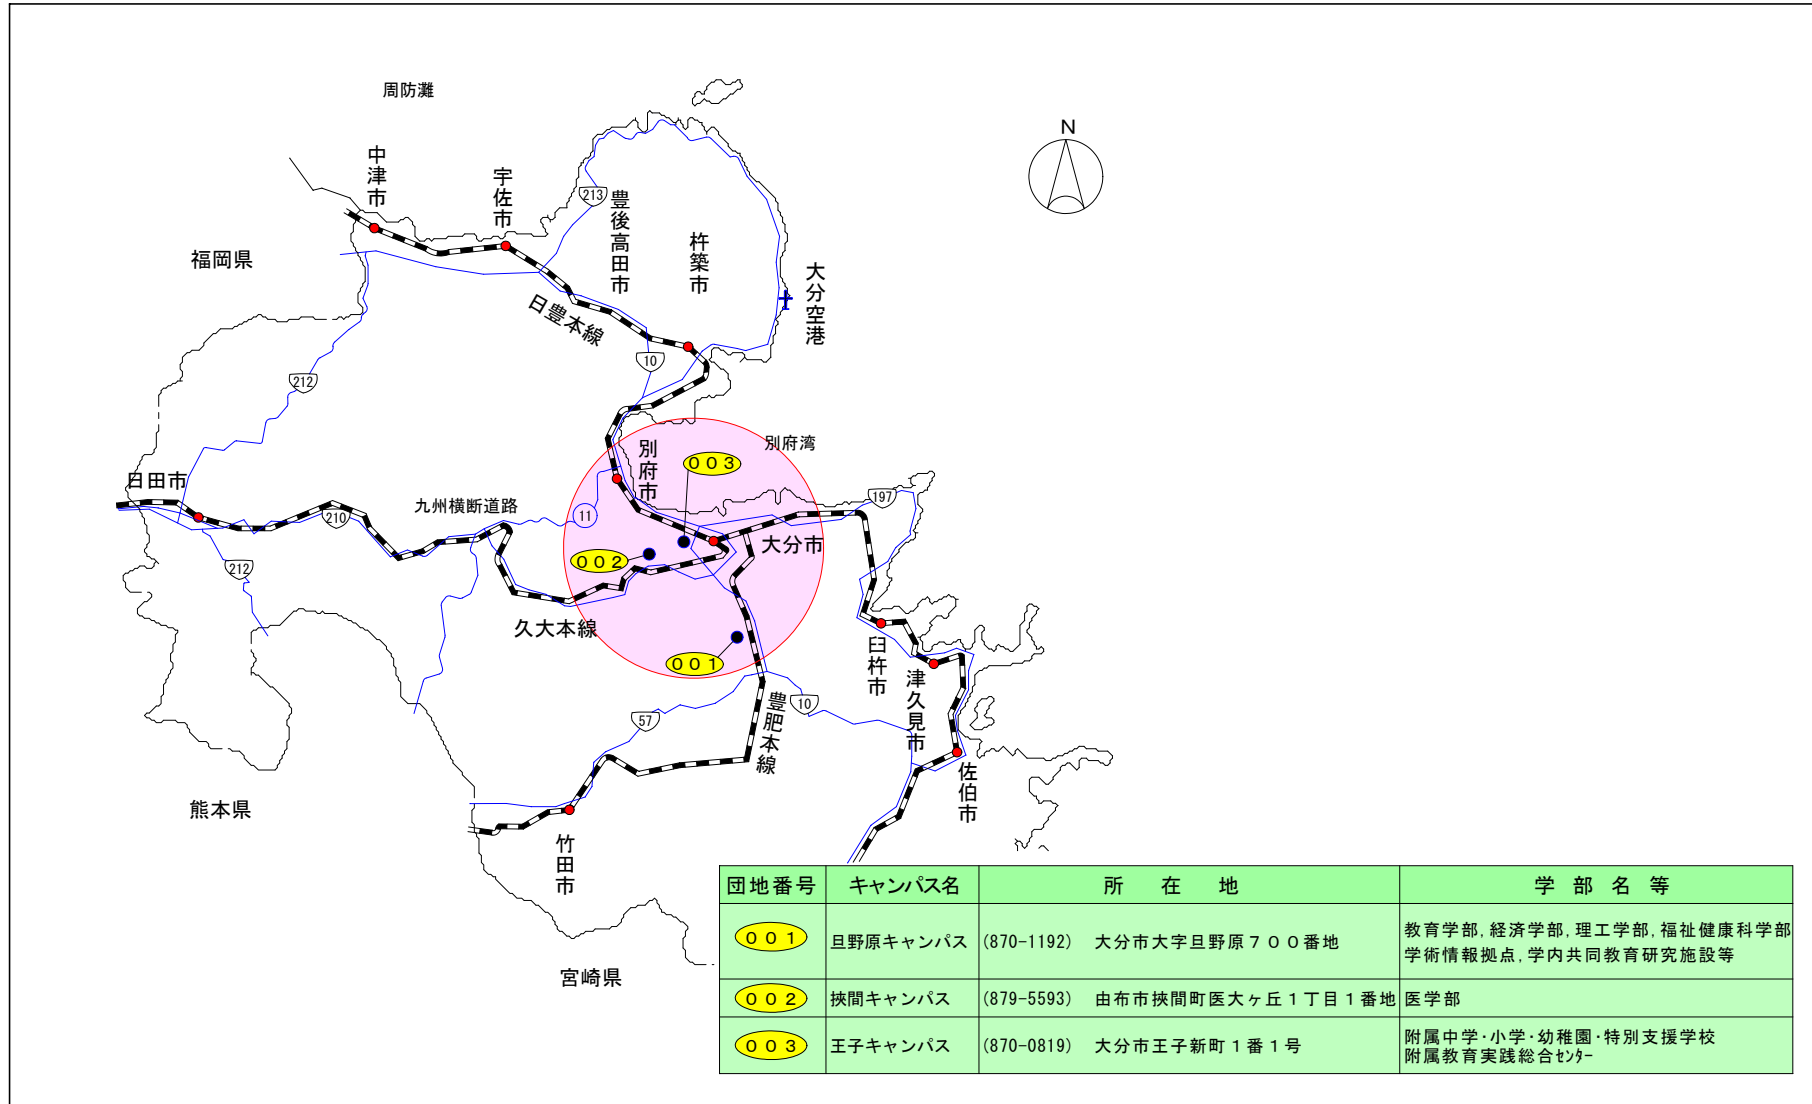 周防灘
N
中津市
宇佐市
213
豊後高田市
杵築市
福岡県
大分空港
日豊本線
10
212
別府市
別府湾
003
日田市
九州横断道路
197
210
11
大分市
002
212
久大本線
001
臼杵市
津久見市
豊肥本線
10
57
佐伯市
熊本県
竹田市
宮崎県
団地番号 キャンパス名 所在地 学部名等
001 旦野原キャンパス (870-1192) 大分市大字旦野原700番地 教育学部,経済学部,理工学部,福祉健康科学部
学術情報拠点,学内共同教育研究施設等
002 挾間キャンパス (879-5593) 由布市挾間町医大ヶ丘1丁目1番地 医学部
003 王子キャンパス (870-0819) 大分市王子新町1番1号 附属中学・小学・幼稚園・特別支援学校
附属教育実践総合ｾﾝﾀｰ